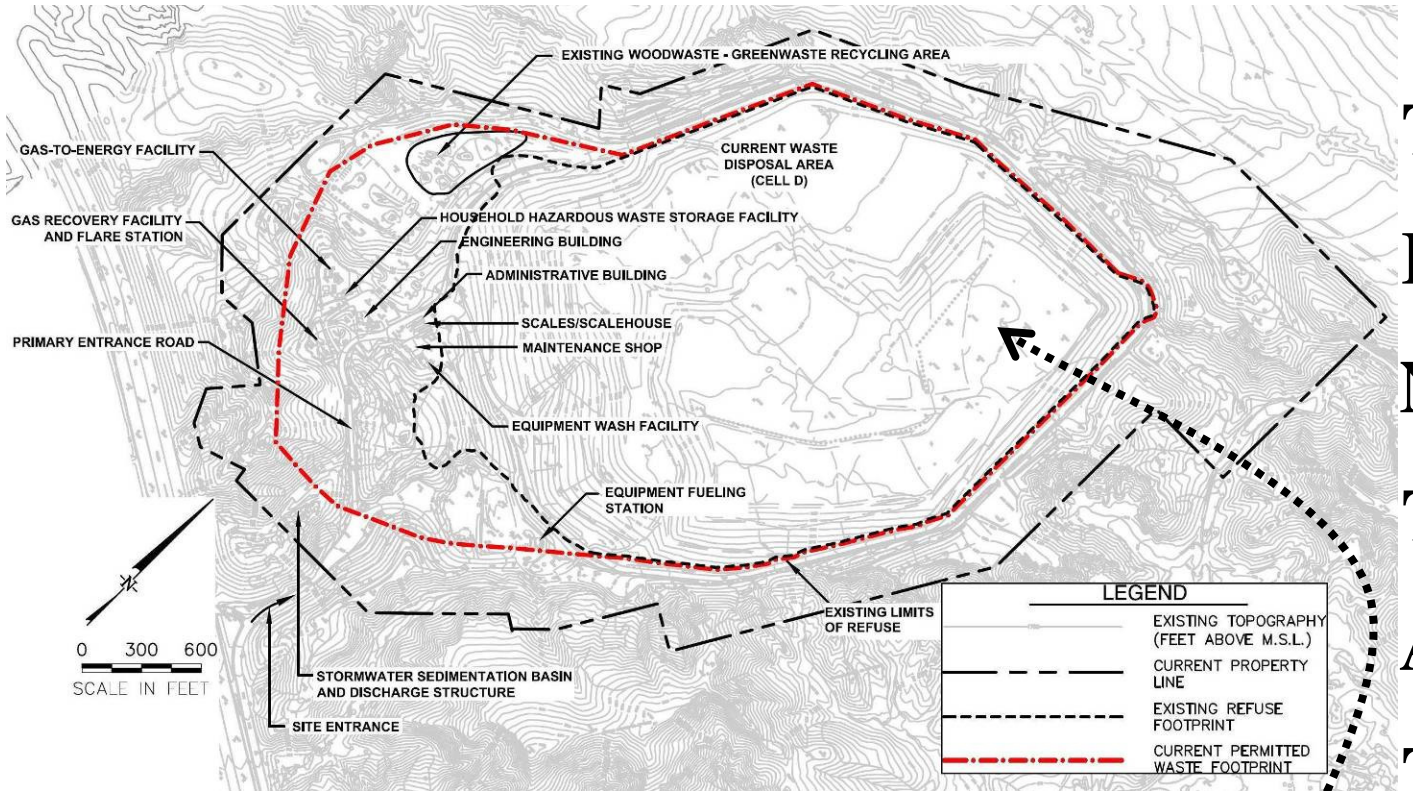 EXISTING WOODWASTE - GREENWASTE RECYCLING AREA
GAS-TO-ENERGY FACILITY
CURRENT WASTE
DISPOSAL AREA
(CELL D)
GAS RECOVERY FACILITY
AND FLARE STATION
HOUSEHOLD HAZARDOUS WASTE STORAGE FACILITY
ENGINEERING BUILDING
ADMINISTRATIVE BUILDING
SCALES/SCALEHOUSE
PRIMARY ENTRANCE ROAD
MAINTENANCE SHOP
EQUIPMENT WASH FACILITY
EQUIPMENT FUELING
STATION
N
0 300 600
SCALE IN FEET
EXISTING LIMITS
OF REFUSE
STORMWATER SEDIMENTATION BASIN
AND DISCHARGE STRUCTURE
SITE ENTRANCE
LEGEND
EXISTING TOPOGRAPHY
(FEET ABOVE M.S.L.)
CURRENT PROPERTY
LINE
EXISTING REFUSE
FOOTPRINT
CURRENT PERMITTED
WASTE FOOTPRINT